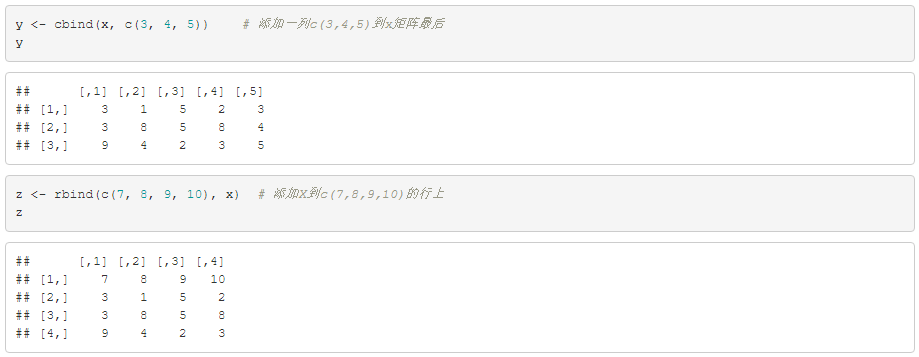 y <- cbind(x, c(3, 4, 5))    # 添加一列c(3,4,5)到x矩阵最后
y
##      [,1] [,2] [,3] [,4] [,5]
## [1,]    3    1    5    2    3
## [2,]    3    8    5    8    4
## [3,]    9    4    2    3    5
z <- rbind(c(7, 8, 9, 10), x)  # 添加X到c(7,8,9,10)的行上
z
##      [,1] [,2] [,3] [,4]
## [1,]    7    8    9   10
## [2,]    3    1    5    2
## [3,]    3    8    5    8
## [4,]    9    4    2    3